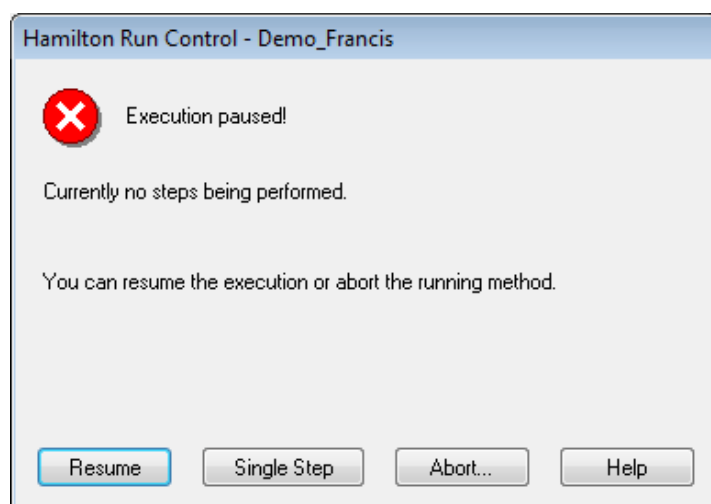 Hamilton Run Control - Demo_Francis
Execution paused!
Currently no steps being performed.
You can resume the execution or abort the running method.
Resume Single Step Abort... Help